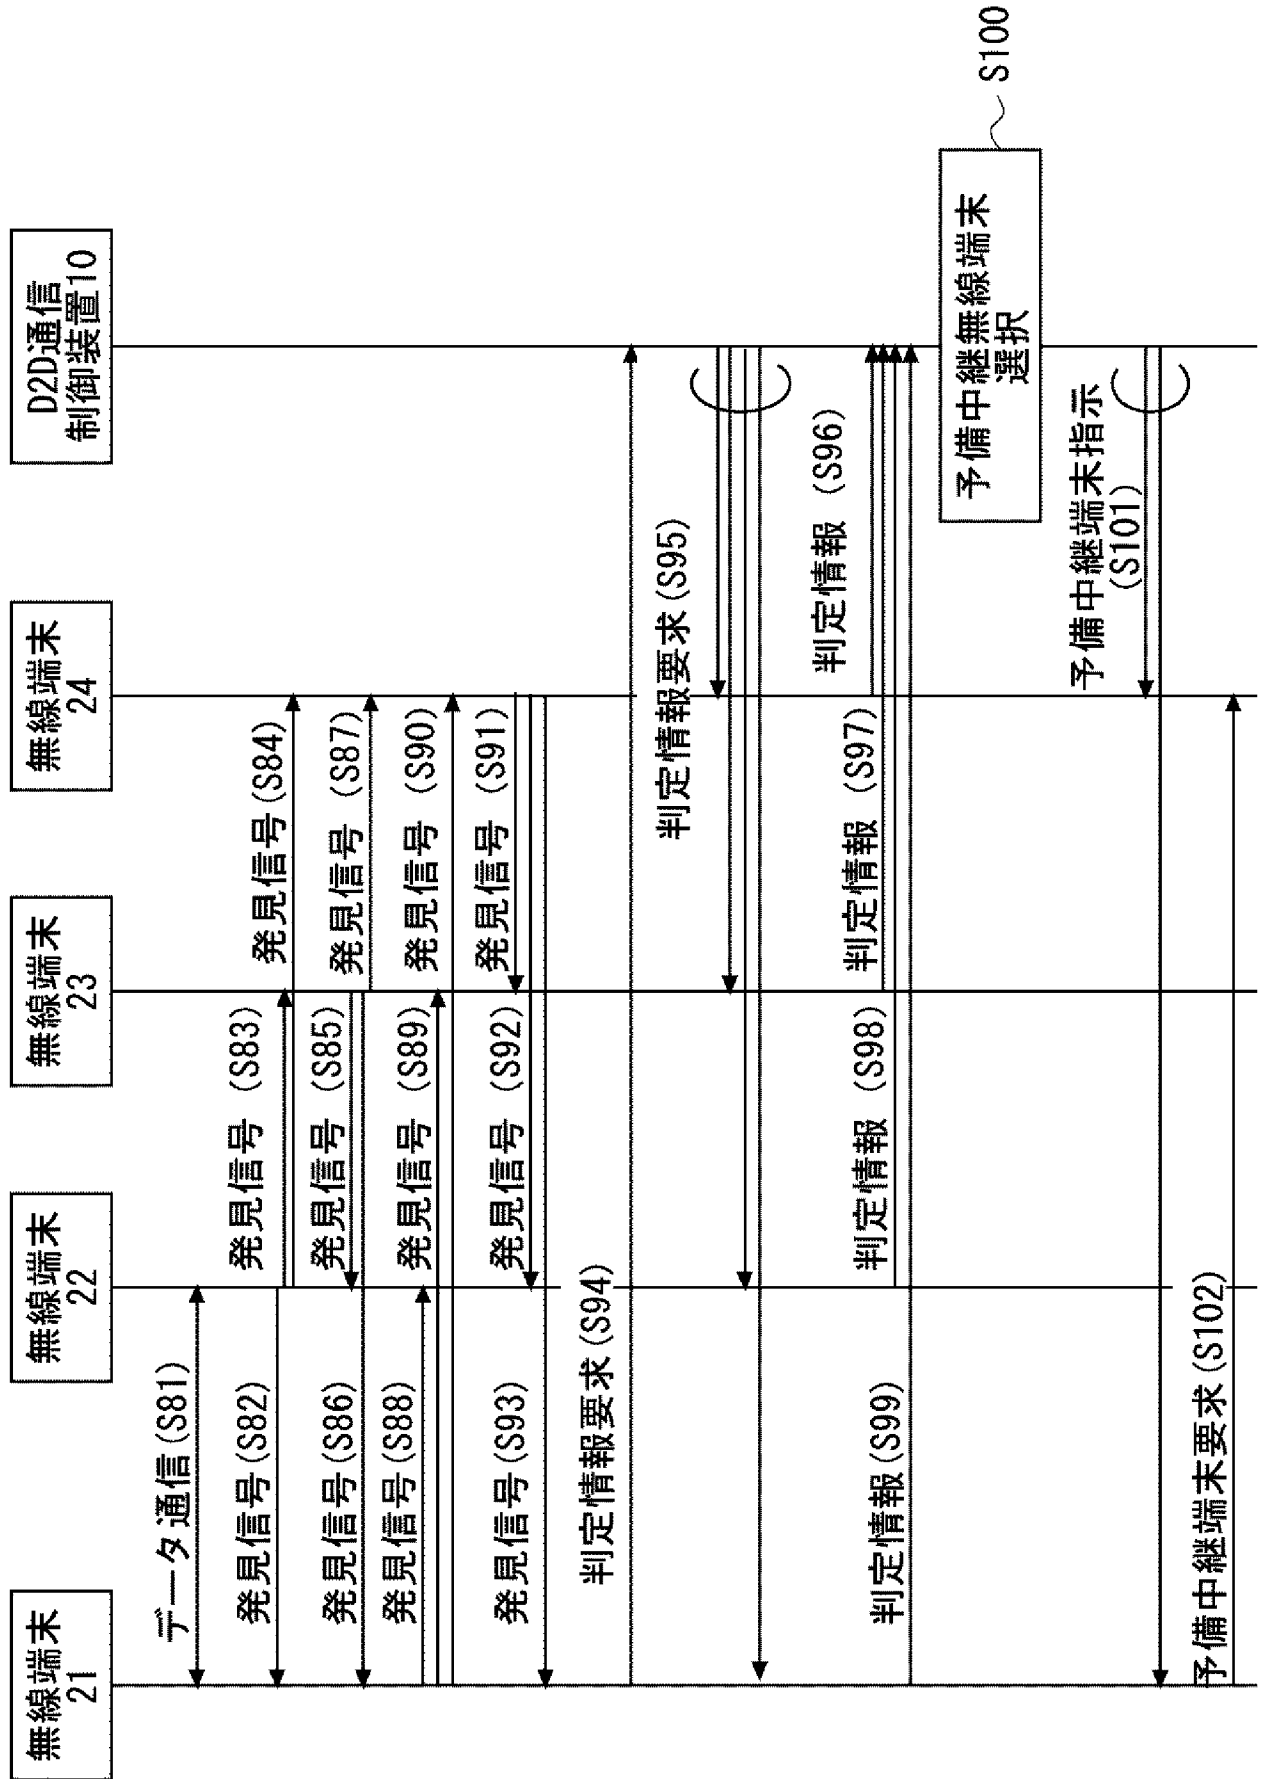 無線端末
21
無線端末
22
無線端末
23
無線端末
24
D2D通信
制御装置10
データ通信(S81)
発見信号(S82)
発見信号 (S83)
発見信号(S84)
発見信号 (S85)
発見信号(S86)
発見信号 (S87)
発見信号(S88)
発見信号 (S89)
発見信号 (S90)
発見信号 (S91)
発見信号 (S92)
発見信号(S93)
判定情報要求(S94)
判定情報要求(S95)
判定情報 (S96)
判定情報 (S97)
判定情報 (S98)
判定情報(S99)
予備中継無線端末
選択
S100
予備中継端末指示
(S101)
予備中継端末要求(S102)